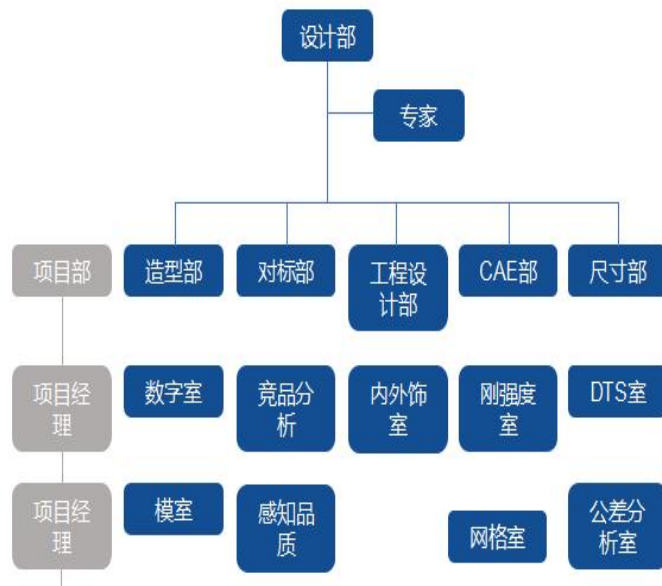 设计部
专家
项目部
造型部
对标部
工程设
计部
CAE部
尺寸部
项目经
理
数字室
竞品分
析
内外饰
室
刚强度
室
DTS室
项目经
理
模室
感知品
质
网格室
公差分
析室